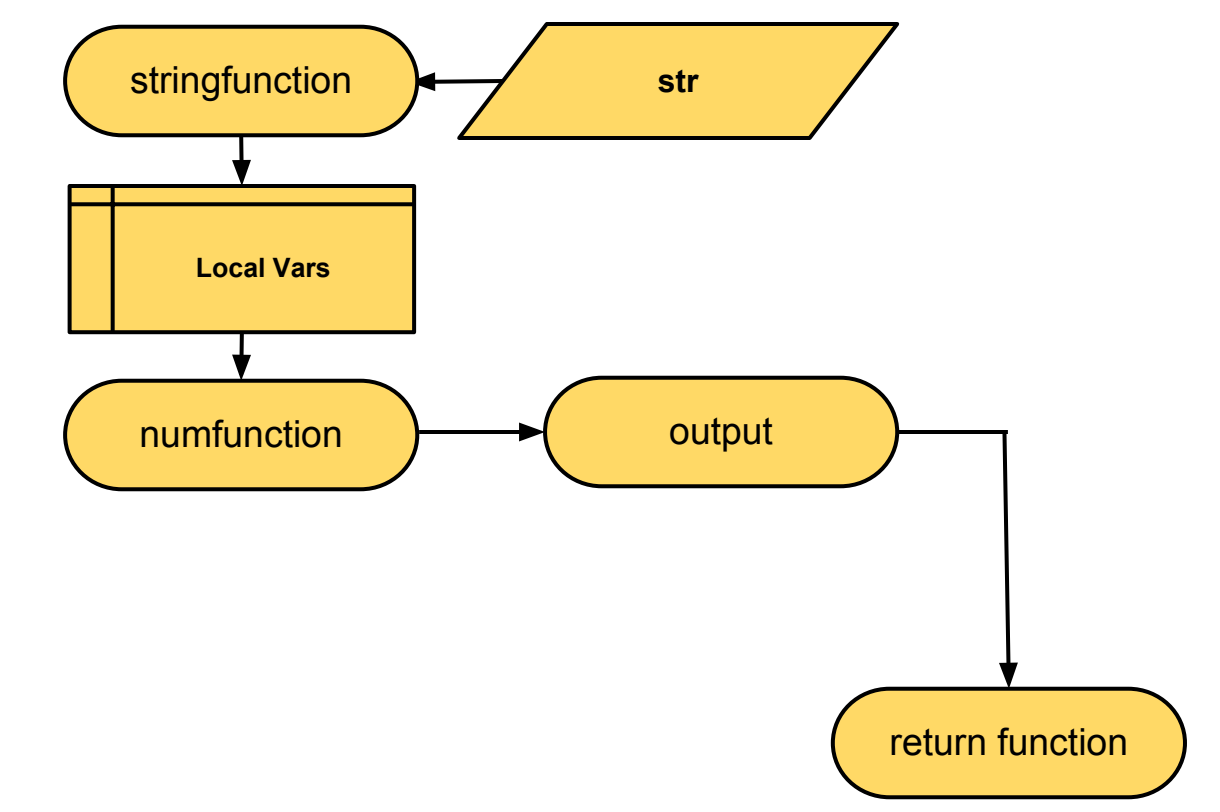 stringfunction
str
Local Vars
numfunction
output
return function